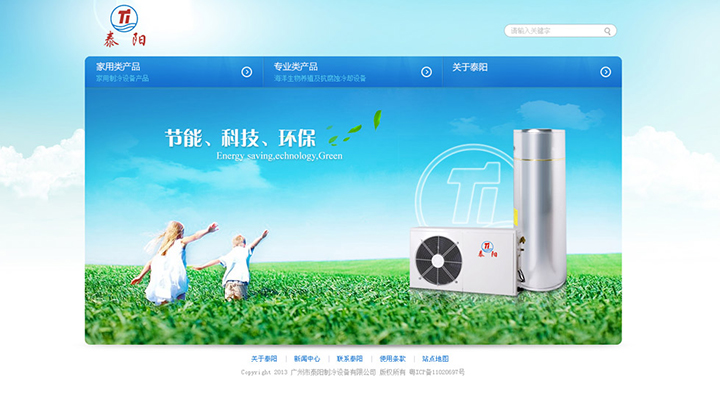 Ti
泰阳
请输入关键字
家用类产品
家用制冷设备产品
专业类产品
海洋生物养殖及抗腐蚀冷却设备
关于泰阳
节能、科技、环保
Energy saving,echnology,Green
Ti
Ti
泰阳
关于泰阳 | 新闻中心 | 联系泰阳 | 使用条款 | 站点地图
Copyright 2013 广州市泰阳制冷设备有限公司 版权所有 粤ICP备11020697号